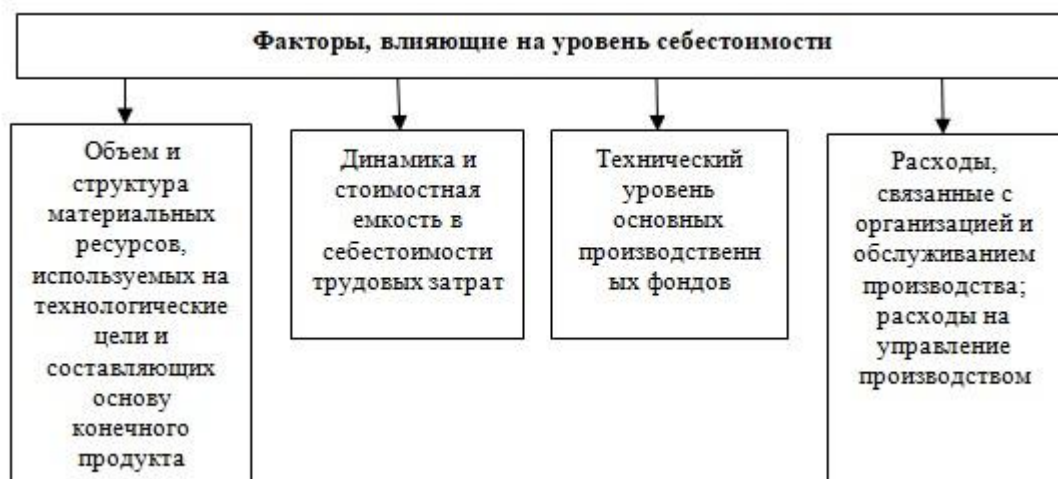 Факторы, влияющие на уровень себестоимости
Объем и
структура
материальных
ресурсов,
используемых на
технологические
цели и
составляющих
основу
конечного
продукта
Динамика и
стоимостная
емкость в
себестоимости
трудовых затрат
Технический
уровень
основных
производственн
ых фондов
Расходы,
связанные с
организацией и
обслуживанием
производства;
расходы на
управление
производством